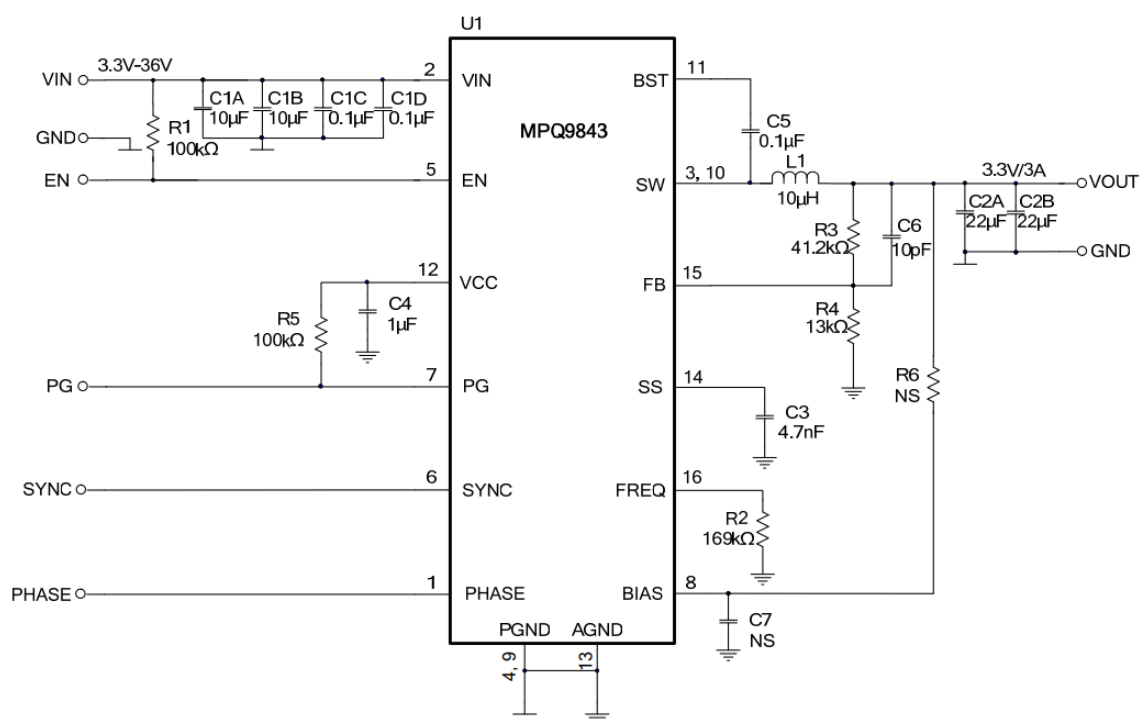 U1
VIN
3.3V-36V
2
VIN
C1A
10µF
C1B
10µF
C1C
0.1µF
C1D
0.1µF
GND
R1
100kΩ
EN
5
EN
12
VCC
C4
1µF
R5
100kΩ
PG
7
PG
SYNC
6
SYNC
PHASE
1
PHASE
MPQ9843
PGND
AGND
4, 9
13
BST
11
C5
0.1µF
SW
3, 10
L1
10µH
3.3V/3A
VOUT
C2A
22µF
C2B
22µF
GND
R3
41.2kΩ
C6
10pF
FB
15
R4
13kΩ
R6
NS
SS
14
C3
4.7nF
FREQ
16
R2
169kΩ
BIAS
8
C7
NS